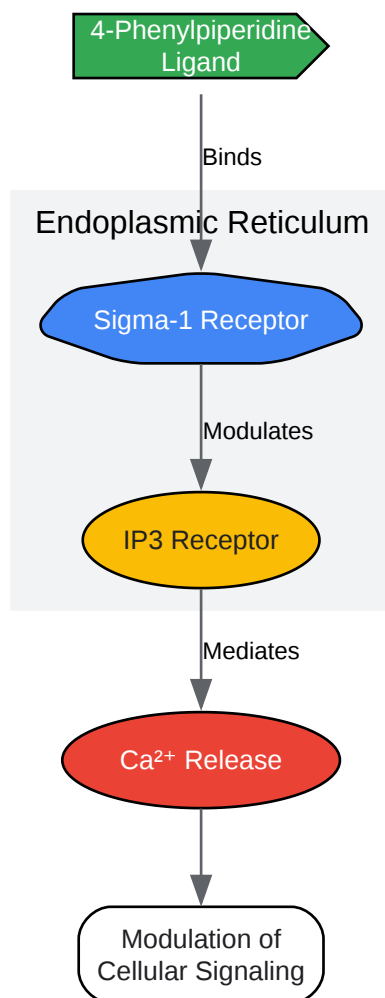 4-Phenylpiperidine
Ligand
Binds
Endoplasmic Reticulum
Sigma-1 Receptor
Modulates
IP3 Receptor
Mediates
Ca²⁺ Release
Modulation of
Cellular Signaling